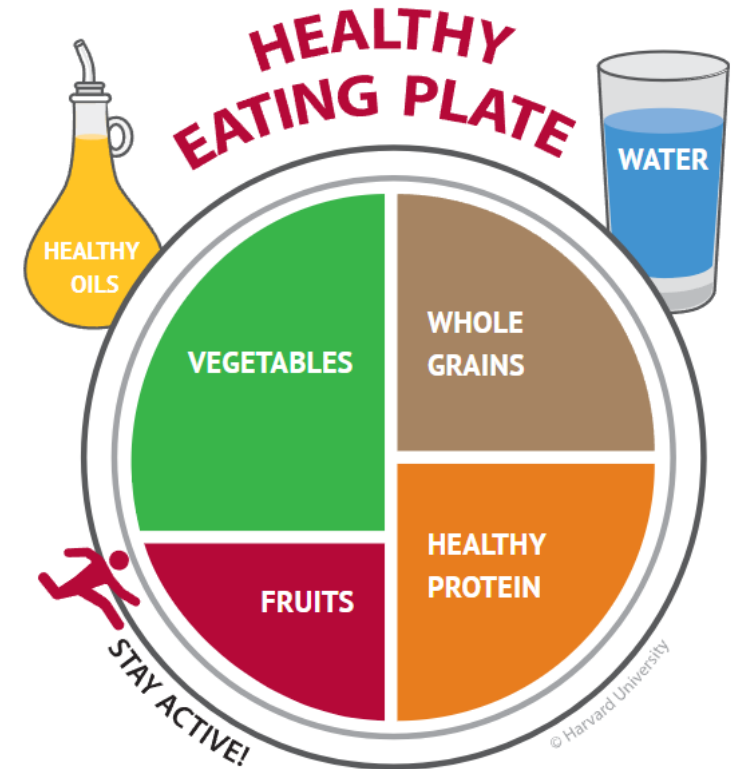 HEALTHY
EATING PLATE
HEALTHY
OILS
WATER
VEGETABLES
WHOLE
GRAINS
FRUITS
HEALTHY
PROTEIN
STAY ACTIVE!
© Harvard University